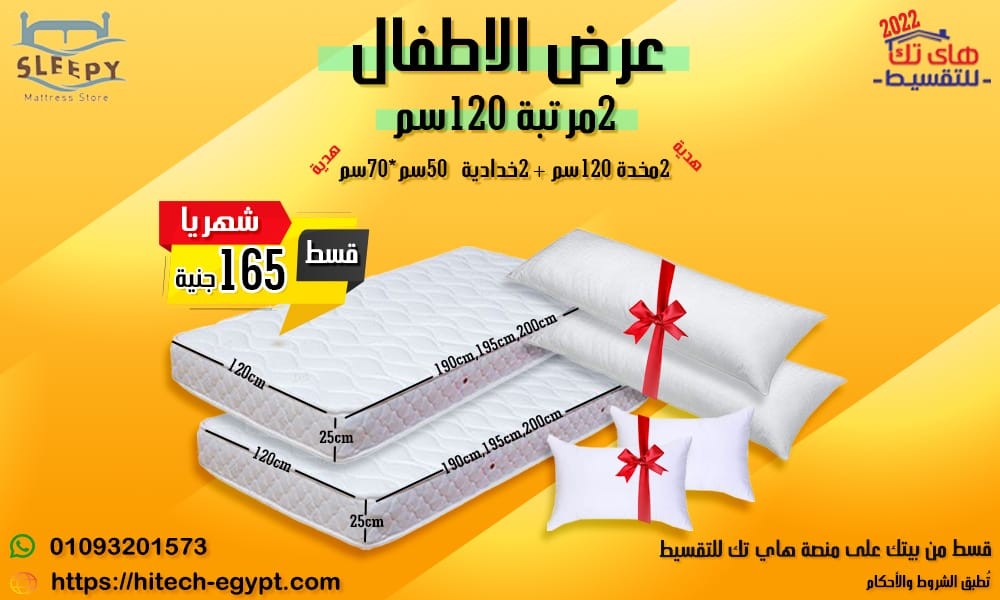 SLEEPY
Mattress Store
2022
هاى تك
-للتقسيط-
عرض الاطفال
2مرتبة 120سم
هدية
2مخدة 120سم + 2خدادية 50سم*70سم
هدية
شهريا
قسط
165جنية
120cm
190cm,195cm,200cm
25cm
120cm
190cm,195cm,200cm
25cm
01093201573
https://hitech-egypt.com
قسط من بيتك على منصة هاي تك للتقسيط
تُطبق الشروط والأحكام